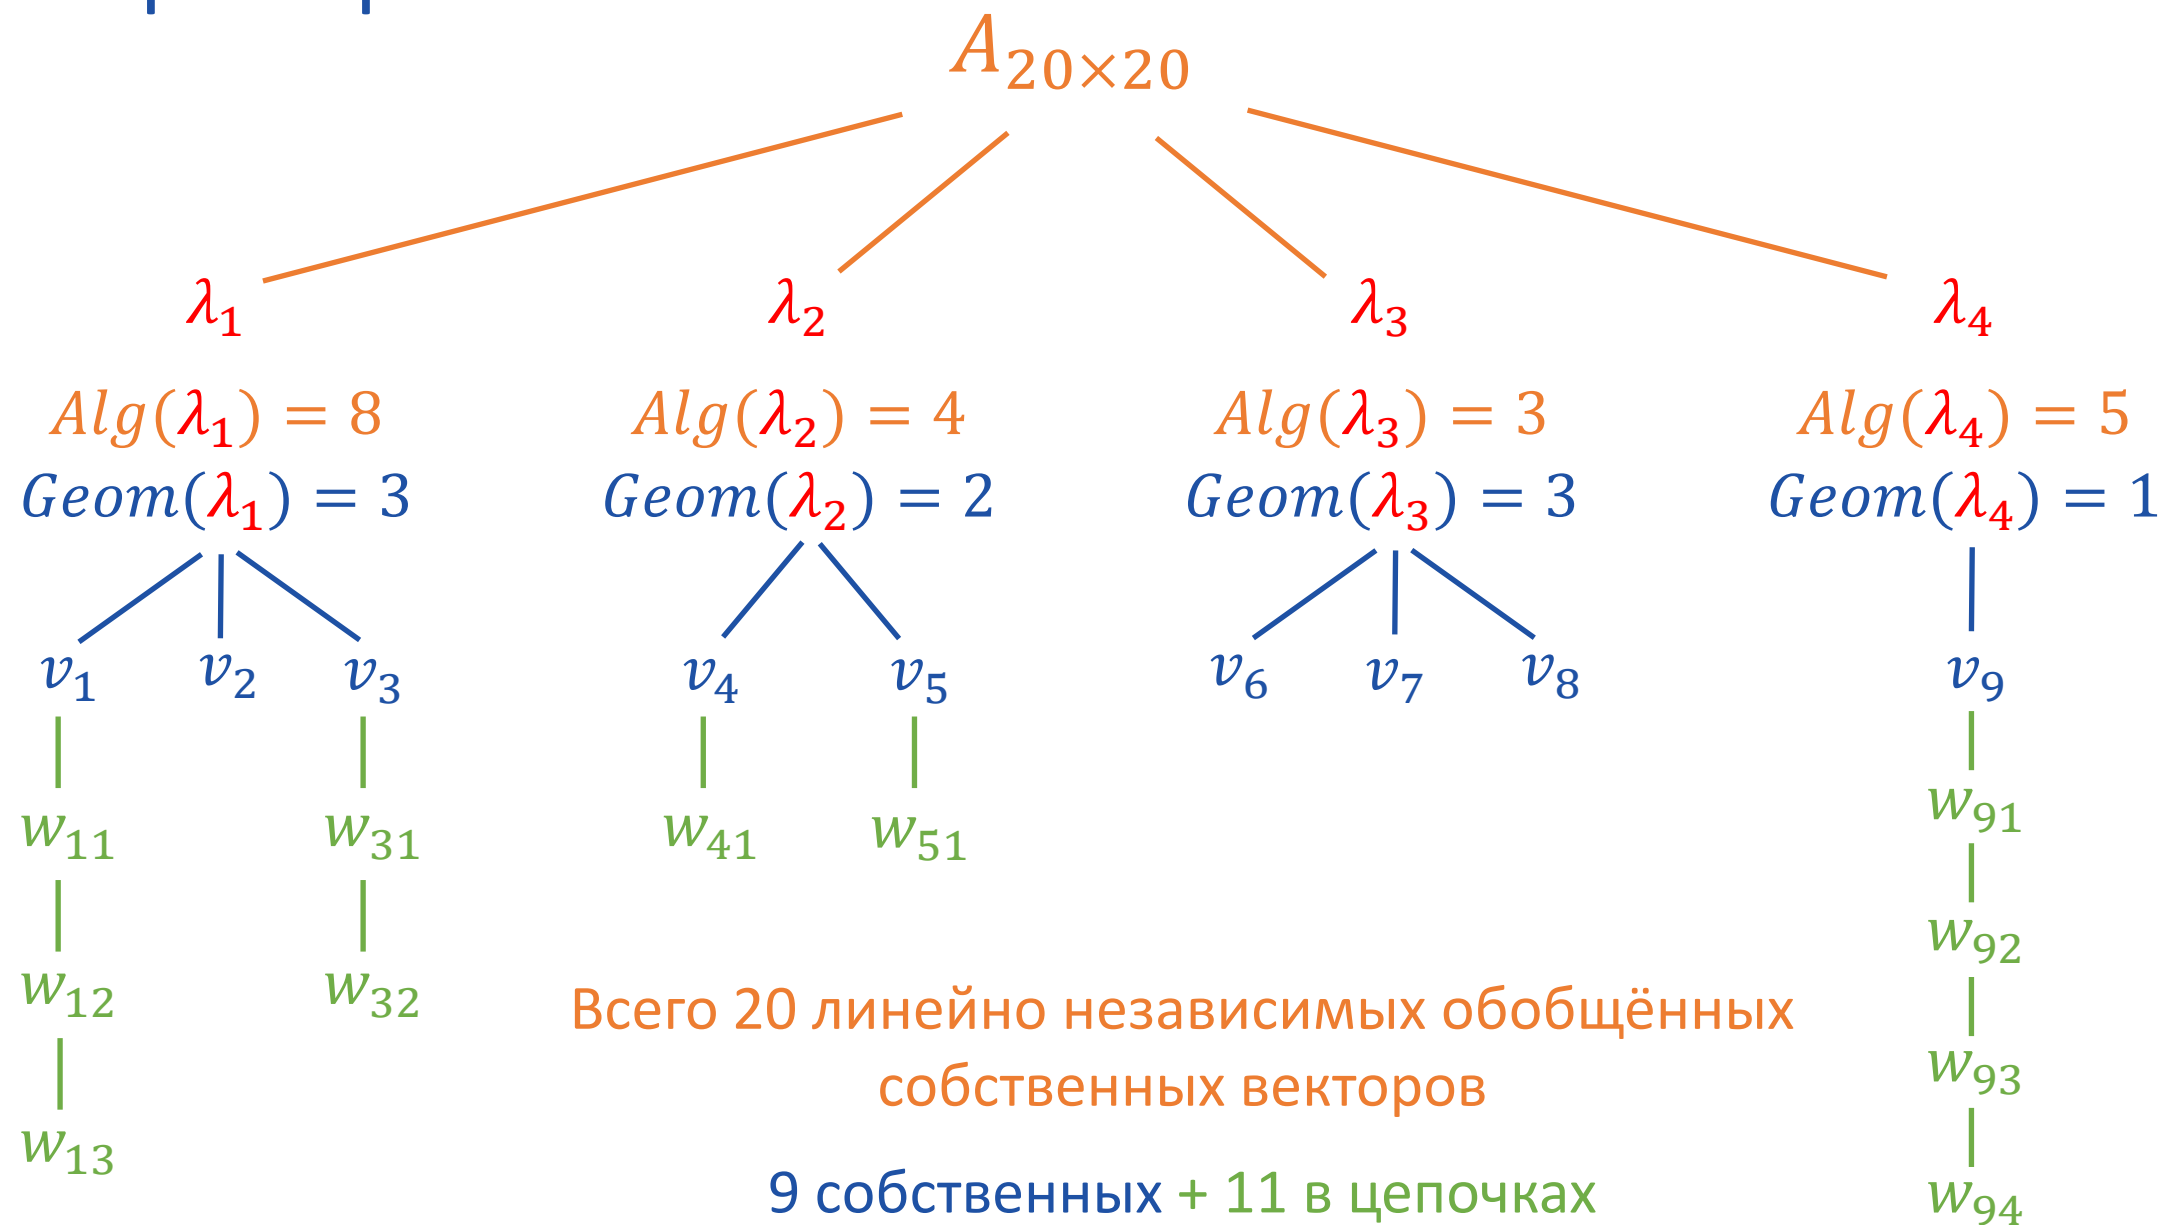 A₂₀ₓ₂₀
λ₁ λ₂ λ₃ λ₄
Alg(λ₁) = 8 Alg(λ₂) = 4 Alg(λ₃) = 3 Alg(λ₄) = 5
Geom(λ₁) = 3 Geom(λ₂) = 2 Geom(λ₃) = 3 Geom(λ₄) = 1
v₁ v₂ v₃ v₄ v₅ v₆ v₇ v₈ v₉
w₁₁ w₃₁ w₄₁ w₅₁ w₉₁
w₉₂
w₁₂ w₃₂
Всего 20 линейно независимых обобщённых
собственных векторов
w₉₃
w₁₃
9 собственных + 11 в цепочках
w₉₄